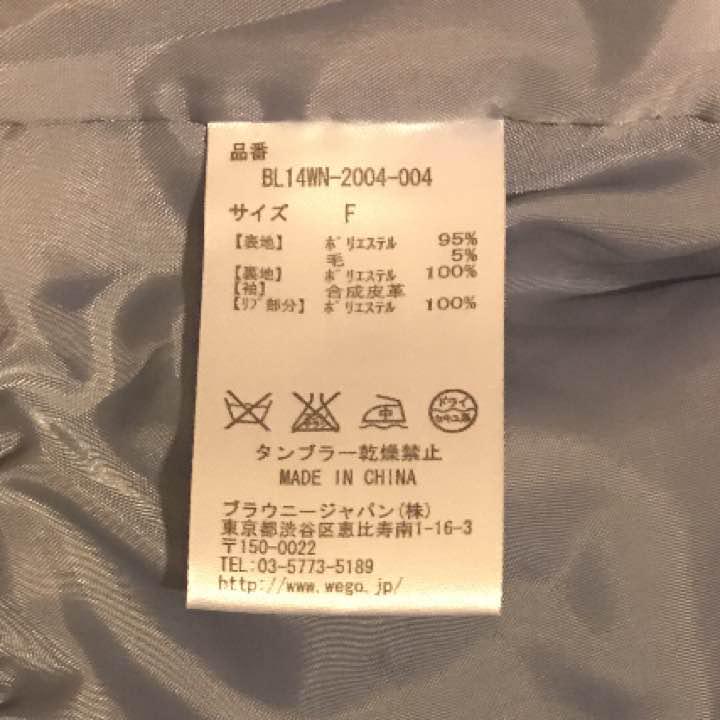 品番
BL14WN-2004-004
サイズ F
【表地】 ポリエステル 95%
毛 5%
【裏地】 ポリエステル 100%
【袖】 合成皮革
【リブ部分】 ポリエステル 100%
中 ドライ
タンブラー乾燥禁止
MADE IN CHINA
ブラウニージャパン(株)
東京都渋谷区恵比寿南1-16-3
〒150-0022
TEL:03-5773-5189
http://www.wego.jp/